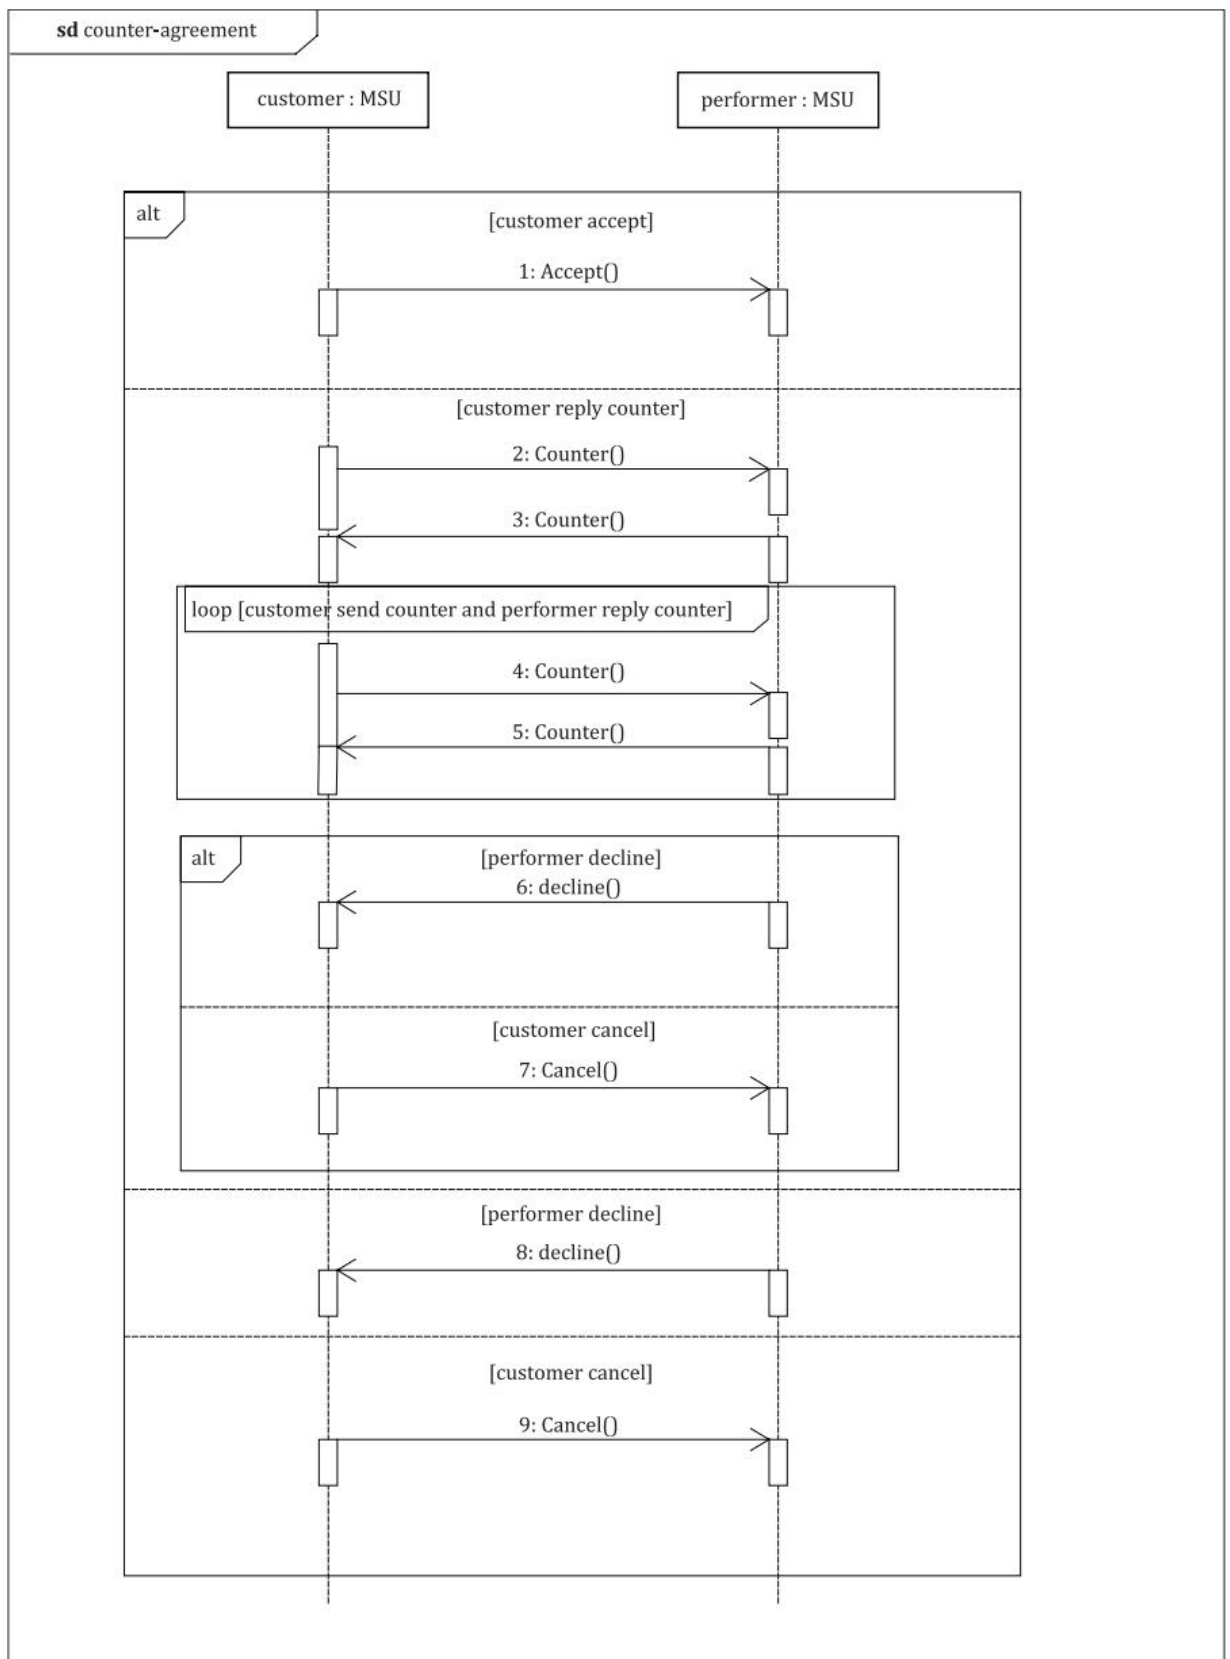 sd counter-agreement
customer : MSU
performer : MSU
alt
[customer accept]
1: Accept()
[customer reply counter]
2: Counter()
3: Counter()
loop [customer send counter and performer reply counter]
4: Counter()
5: Counter()
alt
[performer decline]
6: decline()
[customer cancel]
7: Cancel()
[performer decline]
8: decline()
[customer cancel]
9: Cancel()